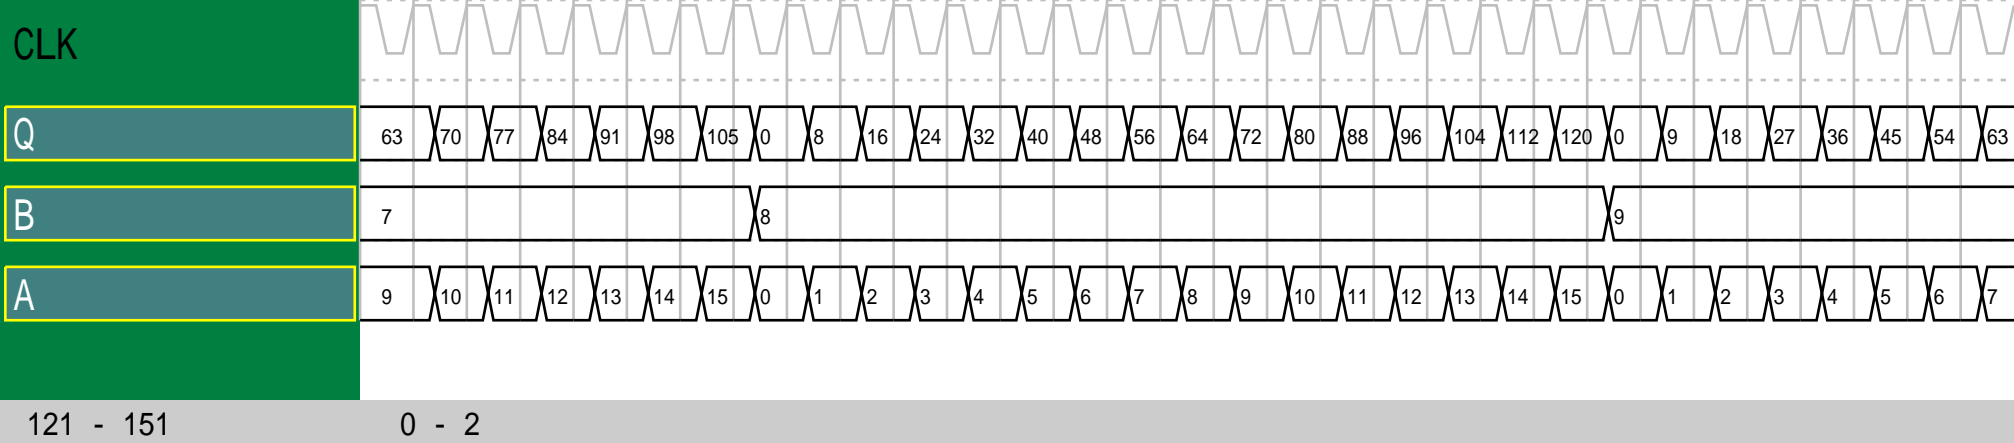 CLK
Q 63 70 77 84 91 98 105 0 8 16 24 32 40 48 56 64 72 80 88 96 104 112 120 0 9 18 27 36 45 54 63
B 7 8 9
A 9 10 11 12 13 14 15 0 1 2 3 4 5 6 7 8 9 10 11 12 13 14 15 0 1 2 3 4 5 6 7
121 - 151 0 - 2